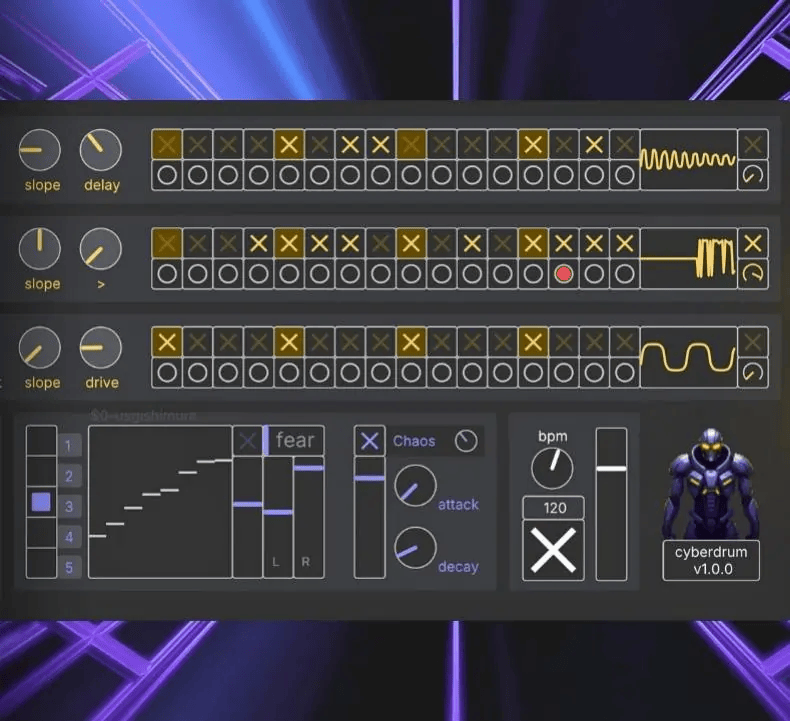 slope delay
slope >
slope drive
1
2
3
4
5
fear
L R
Chaos
attack
decay
bpm
120
cyberdrum
v1.0.0